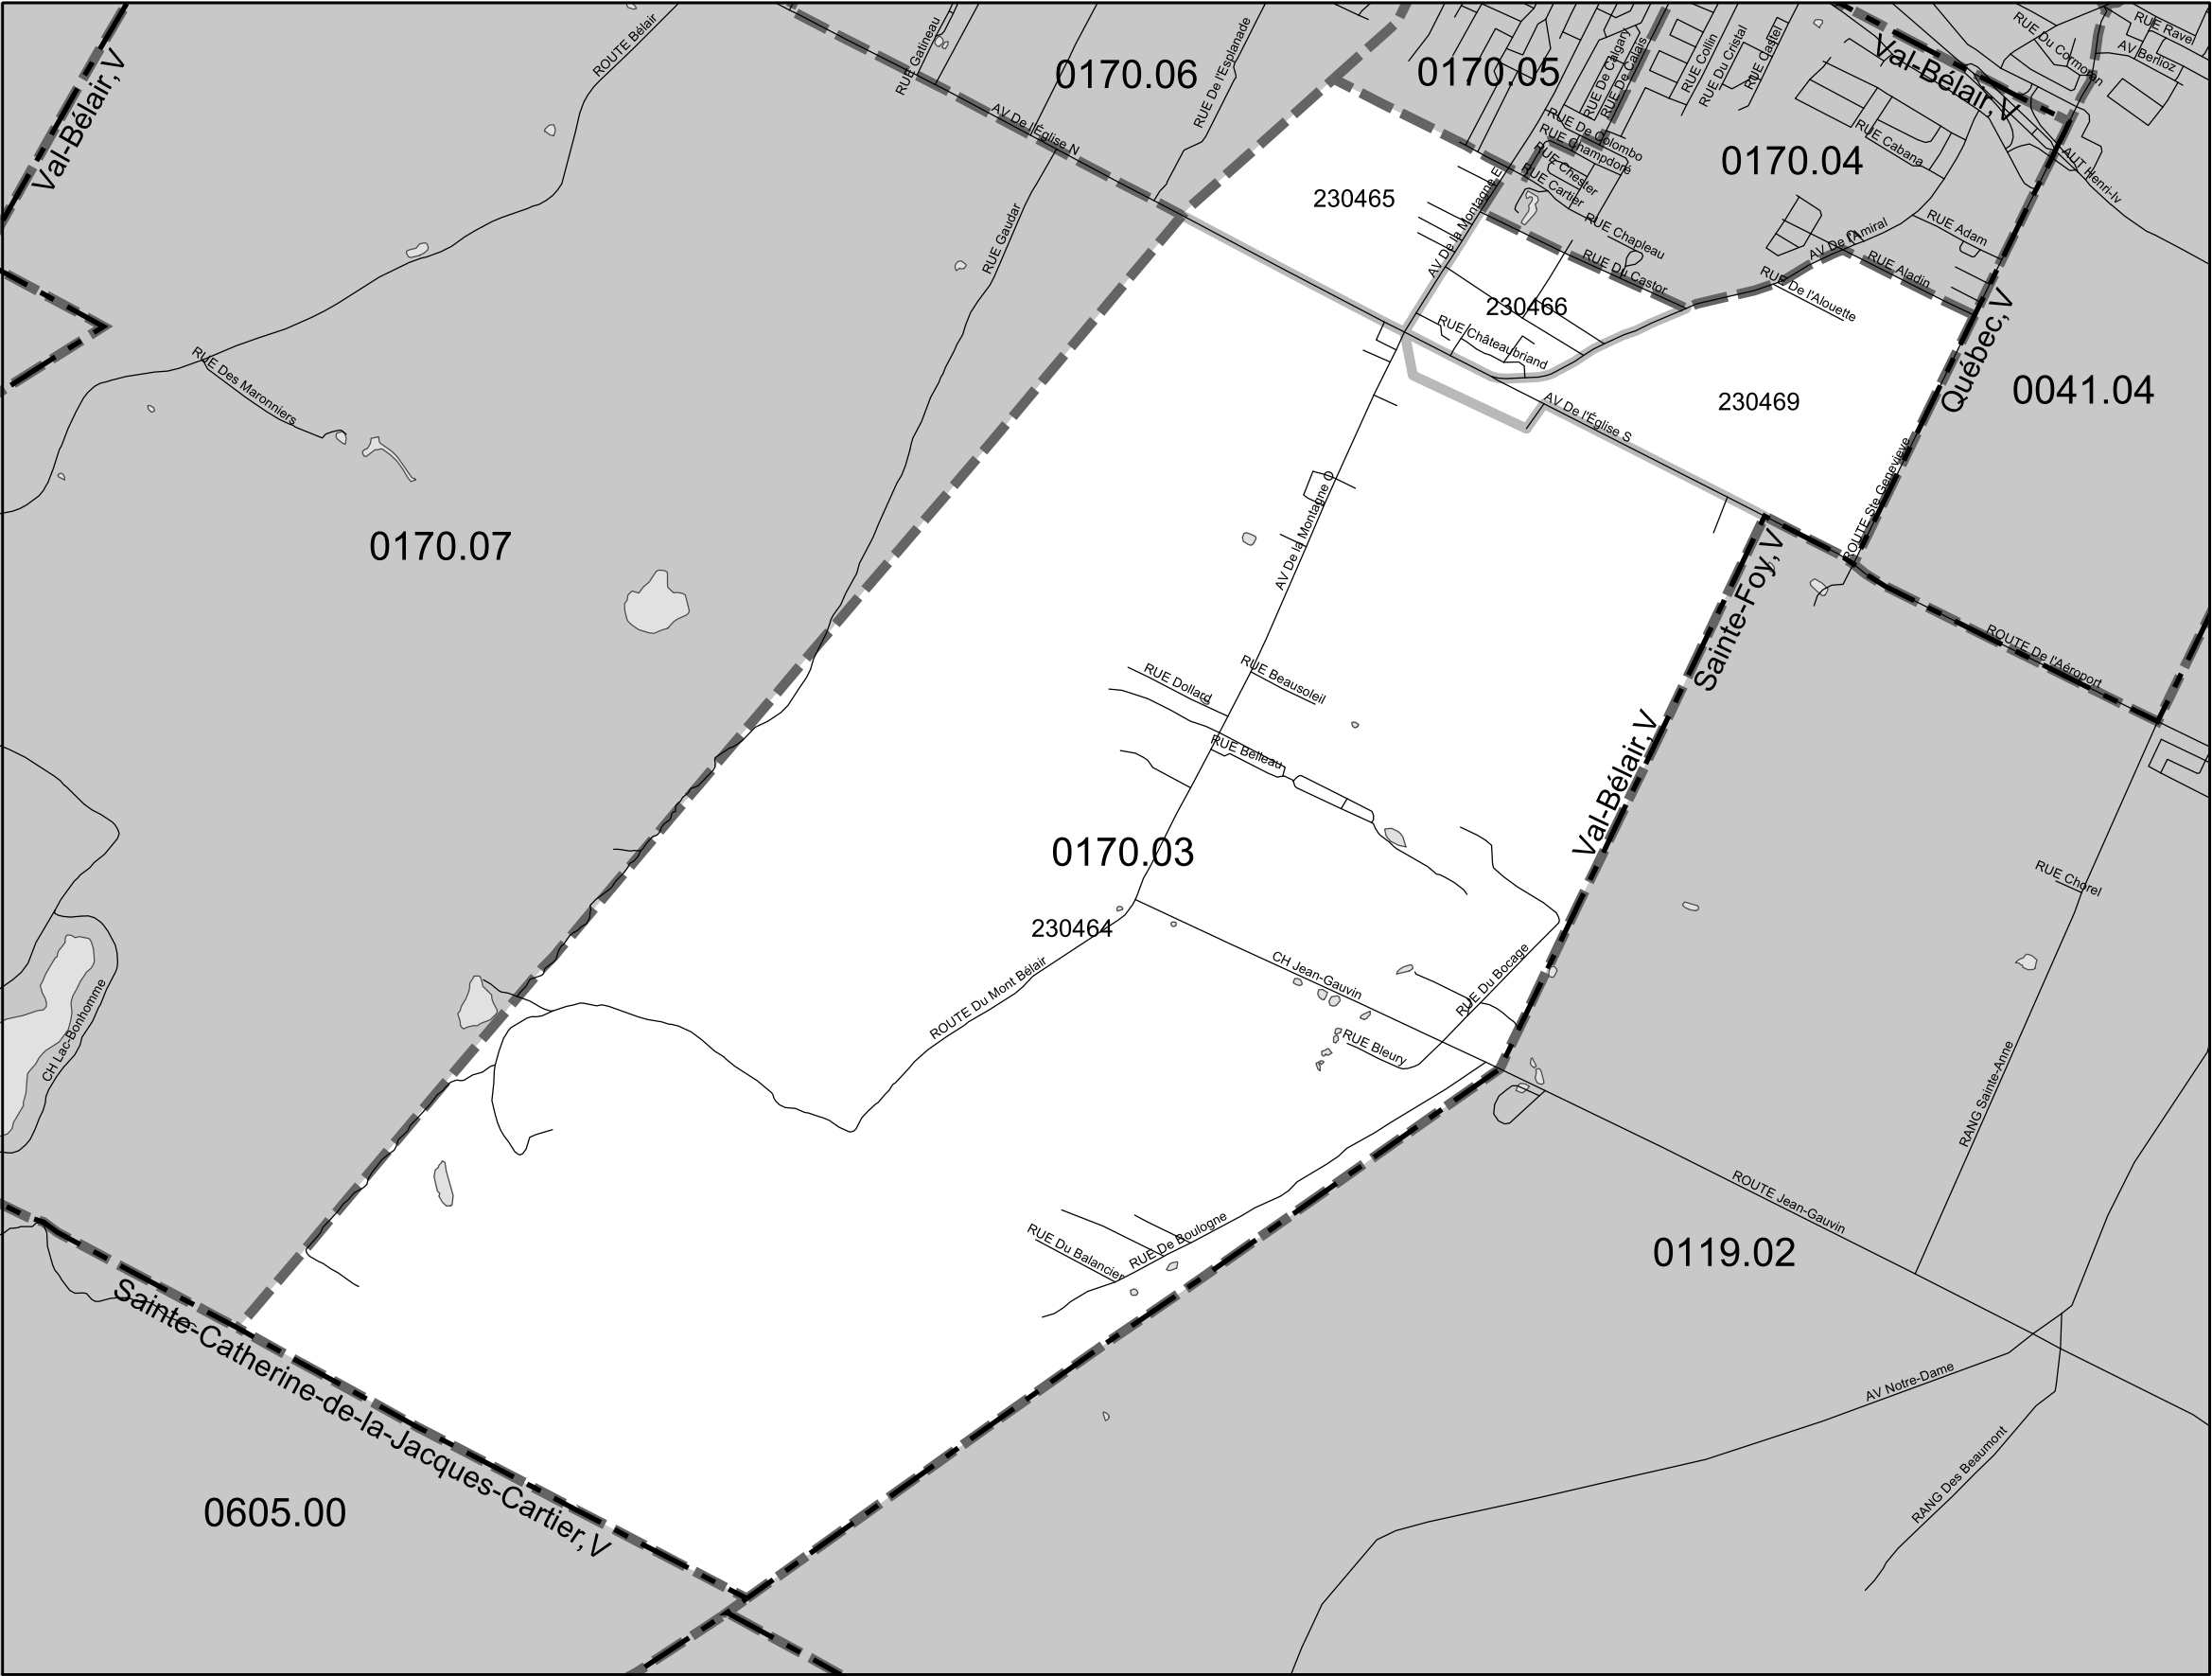 Val-Bélair, V
ROUTE Bélair
RUE Gatineau
0170.06
RUE De l'Esplanade
AV De l'Église N
0170.05
RUE De Calgary
RUE De Calais
RUE Collin
RUE Du Cristal
Val-Bélair, V
RUE Du Cormoran
RUE Ravel
AV Berlioz
RUE De Colombo
RUE Champdoré
RUE Chester
RUE Cartier
0170.04
RUE Cabana
AUT Henri-Iv
230465
AV De la Montagne E
RUE Chapleau
RUE Du Castor
AV De l'Amiral
RUE Adam
RUE Aladin
RUE De l'Alouette
RUE Gaudar
230466
RUE Châteaubriand
Québec, V
0041.04
RUE Des Maronniers
230469
AV De l'Église S
ROUTE Ste-Genevieve
0170.07
AV De la Montagne O
Sainte-Foy, V
ROUTE De l'Aéroport
RUE Dollard
RUE Beausoleil
RUE Belleau
Val-Bélair, V
0170.03
RUE Chorel
230464
CH Jean-Gauvin
RUE Du Bocage
ROUTE Du Mont Bélair
RUE Bleury
CH Lac-Bonhomme
RANG Sainte-Anne
ROUTE Jean-Gauvin
RUE Du Balancier
RUE De Boulogne
0119.02
Sainte-Catherine-de-la-Jacques-Cartier, V
AV Notre-Dame
RANG Des Beaumont
0605.00